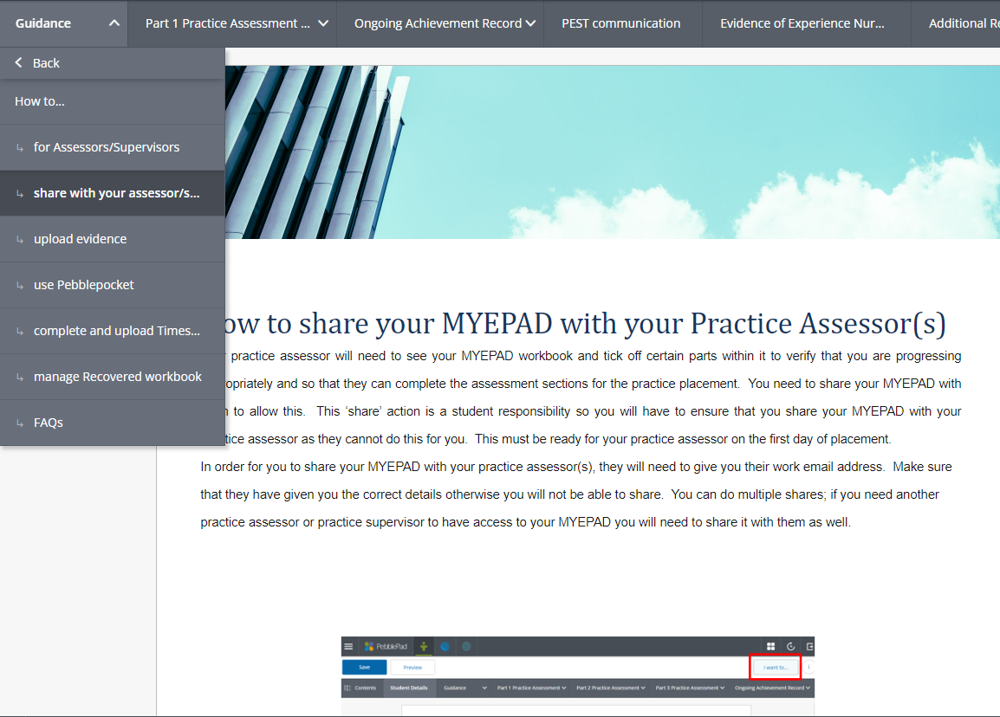 Guidance
Part 1 Practice Assessment ...
Ongoing Achievement Record
PEST communication
Evidence of Experience Nur...
Additional Re
Back
How to...
for Assessors/Supervisors
share with your assessor/s...
upload evidence
use Pebblepocket
complete and upload Times...
manage Recovered workbook
FAQs
ow to share your MYEPAD with your Practice Assessor(s)
practice assessor will need to see your MYEPAD workbook and tick off certain parts within it to verify that you are progressing
opriately and so that they can complete the assessment sections for the practice placement. You need to share your MYEPAD with
to allow this. This ‘share’ action is a student responsibility so you will have to ensure that you share your MYEPAD with your
tice assessor as they cannot do this for you. This must be ready for your practice assessor on the first day of placement.
In order for you to share your MYEPAD with your practice assessor(s), they will need to give you their work email address. Make sure
that they have given you the correct details otherwise you will not be able to share. You can do multiple shares; if you need another
practice assessor or practice supervisor to have access to your MYEPAD you will need to share it with them as well.
PebblePad
Save
Preview
I want to...
Contents
Student Details
Guidance
Part 1 Practice Assessment
Part 2 Practice Assessment
Part 3 Practice Assessment
Ongoing Achievement Record